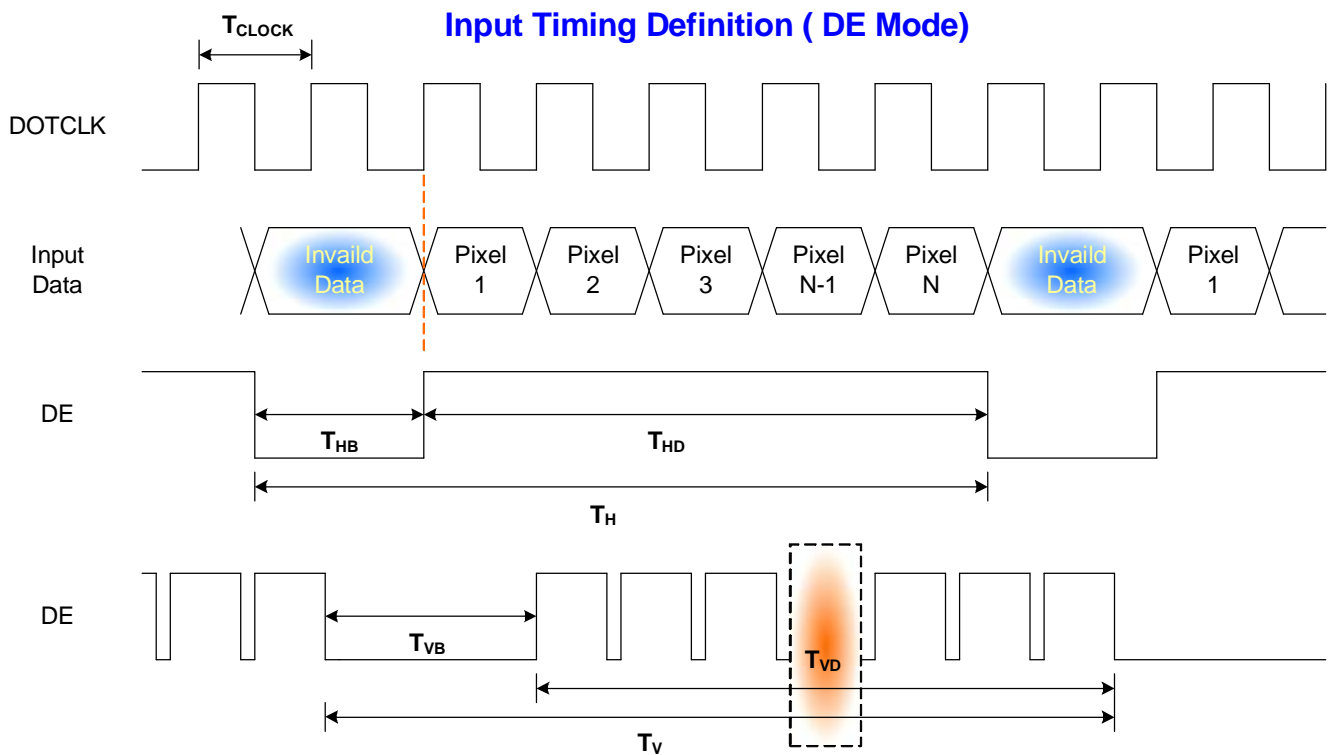 Input Timing Definition ( DE Mode)
TCLOCK
DOTCLK
Input
Data
Invaild
Data
Pixel
1
Pixel
2
Pixel
3
Pixel
N-1
Pixel
N
Invaild
Data
Pixel
1
DE
THB
THD
TH
DE
TVB
TVD
TV